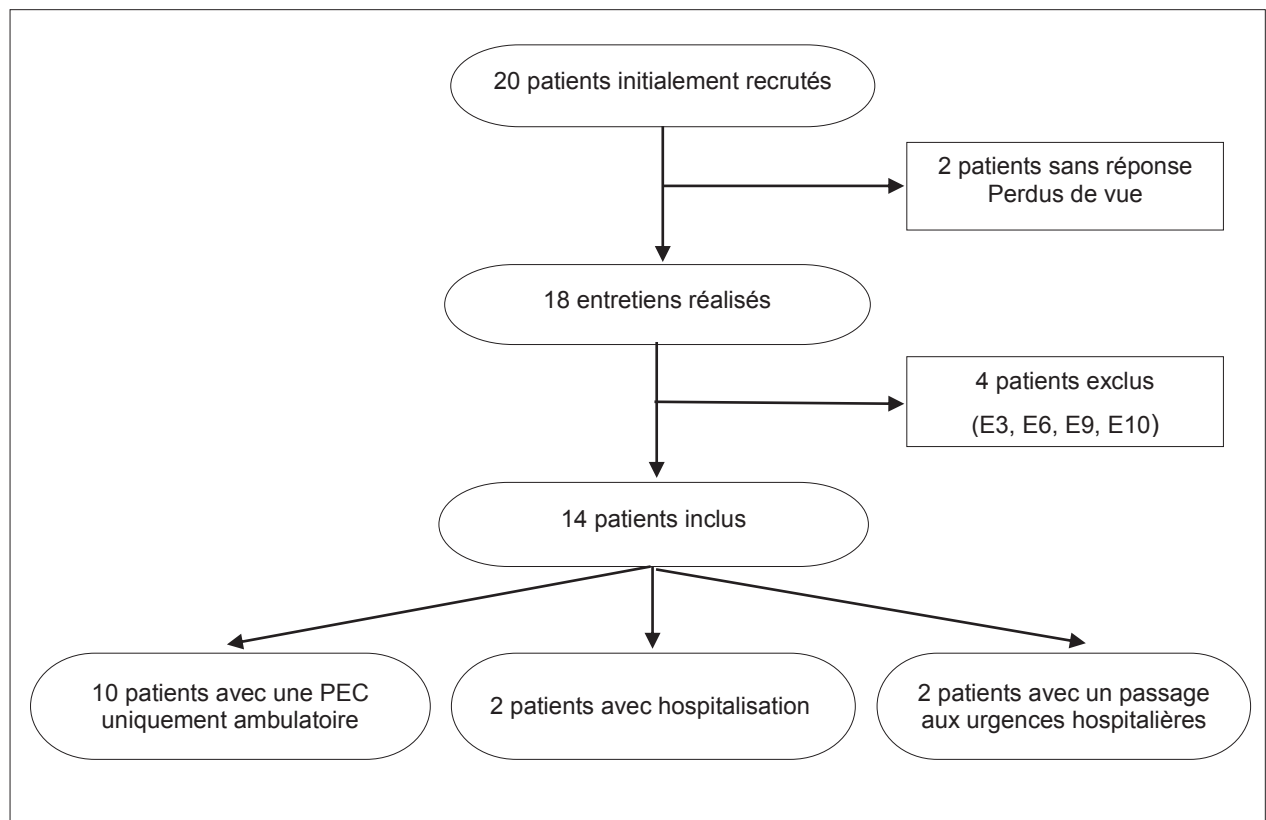 20 patients initialement recrutés
2 patients sans réponse
Perdus de vue
18 entretiens réalisés
4 patients exclus
(E3, E6, E9, E10)
14 patients inclus
10 patients avec une PEC
uniquement ambulatoire
2 patients avec hospitalisation
2 patients avec un passage
aux urgences hospitalières